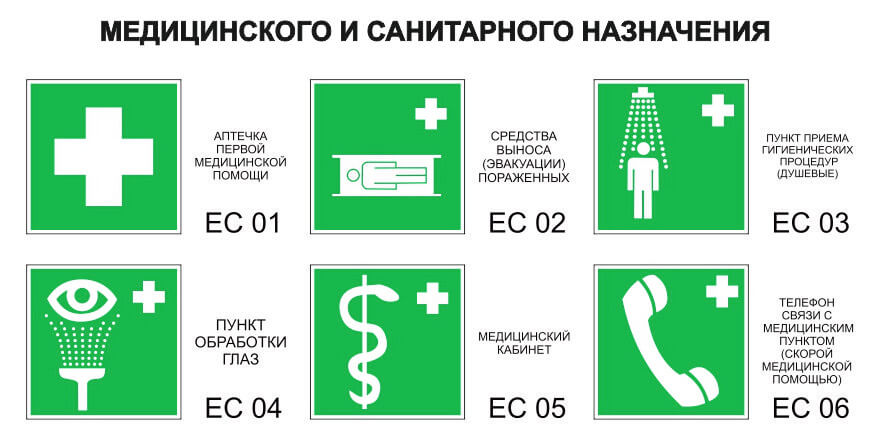 МЕДИЦИНСКОГО И САНИТАРНОГО НАЗНАЧЕНИЯ
АПТЕЧКА
ПЕРВОЙ
МЕДИЦИНСКОЙ
ПОМОЩИ
ЕС 01
СРЕДСТВА
ВЫНОСА
(ЭВАКУАЦИИ)
ПОРАЖЕННЫХ
ЕС 02
ПУНКТ ПРИЕМА
ГИГИЕНИЧЕСКИХ
ПРОЦЕДУР
(ДУШЕВЫЕ)
ЕС 03
ПУНКТ
ОБРАБОТКИ
ГЛАЗ
ЕС 04
МЕДИЦИНСКИЙ
КАБИНЕТ
ЕС 05
ТЕЛЕФОН
СВЯЗИ С
МЕДИЦИНСКИМ
ПУНКТОМ
(СКОРОЙ
МЕДИЦИНСКОЙ
ПОМОЩЬЮ)
ЕС 06